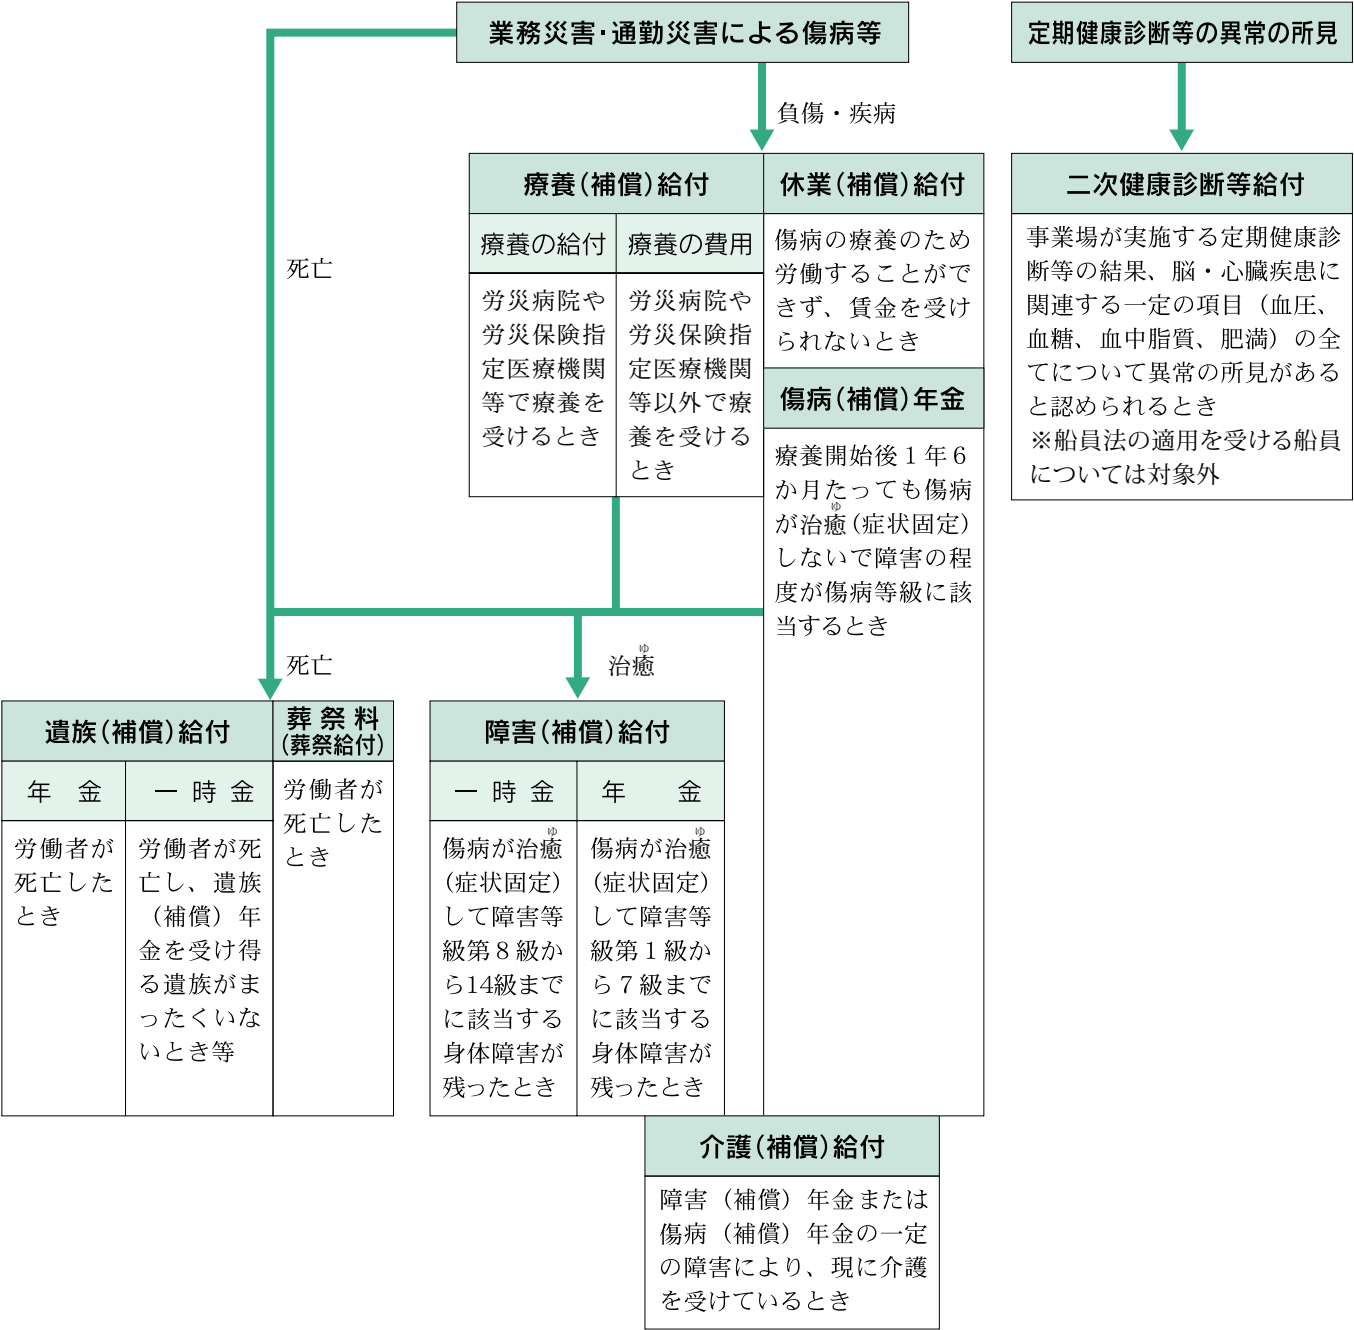 業務災害・通勤災害による傷病等
定期健康診断等の異常の所見
負傷・疾病
療養(補償)給付
療養の給付
労災病院や
労災保険指
定医療機関
等で療養を
受けるとき
療養の費用
労災病院や
労災保険指
定医療機関
等以外で療
養を受ける
とき
休業(補償)給付
傷病の療養のため
労働することがで
きず、賃金を受け
られないとき
傷病(補償)年金
療養開始後１年６
か月たっても傷病
ゆ
が治癒(症状固定)
しないで障害の程
度が傷病等級に該
当するとき
二次健康診断等給付
事業場が実施する定期健康診
断等の結果、脳・心臓疾患に
関連する一定の項目（血圧、
血糖、血中脂質、肥満）の全
てについて異常の所見がある
と認められるとき
※船員法の適用を受ける船員
については対象外
死亡
死亡
ゆ
治癒
遺族(補償)給付
年　金
労働者が
死亡した
とき
一 時 金
労働者が死
亡し、遺族
（補償）年
金を受け得
る遺族がま
ったくいな
いとき等
葬 祭 料
(葬祭給付)
労働者が
死亡した
とき
障害(補償)給付
一 時 金
ゆ
傷病が治癒
(症状固定)
して障害等
級第８級か
ら14級まで
に該当する
身体障害が
残ったとき
年　　金
ゆ
傷病が治癒
(症状固定)
して障害等
級第１級か
ら７級まで
に該当する
身体障害が
残ったとき
介護(補償)給付
障害（補償）年金または
傷病（補償）年金の一定
の障害により、現に介護
を受けているとき